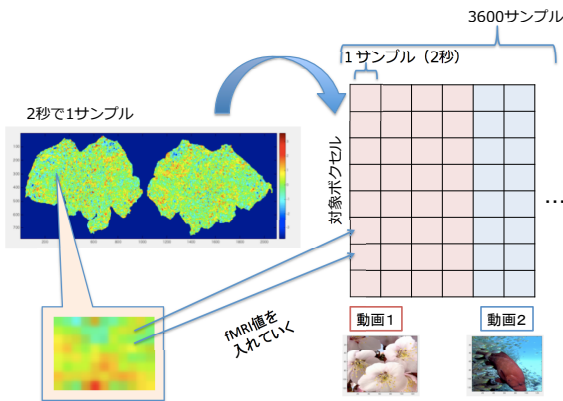 3600サンプル
1サンプル（2秒）
2秒で1サンプル
対象ボクセル
…
fMRI値を
入れていく
動画1
動画2